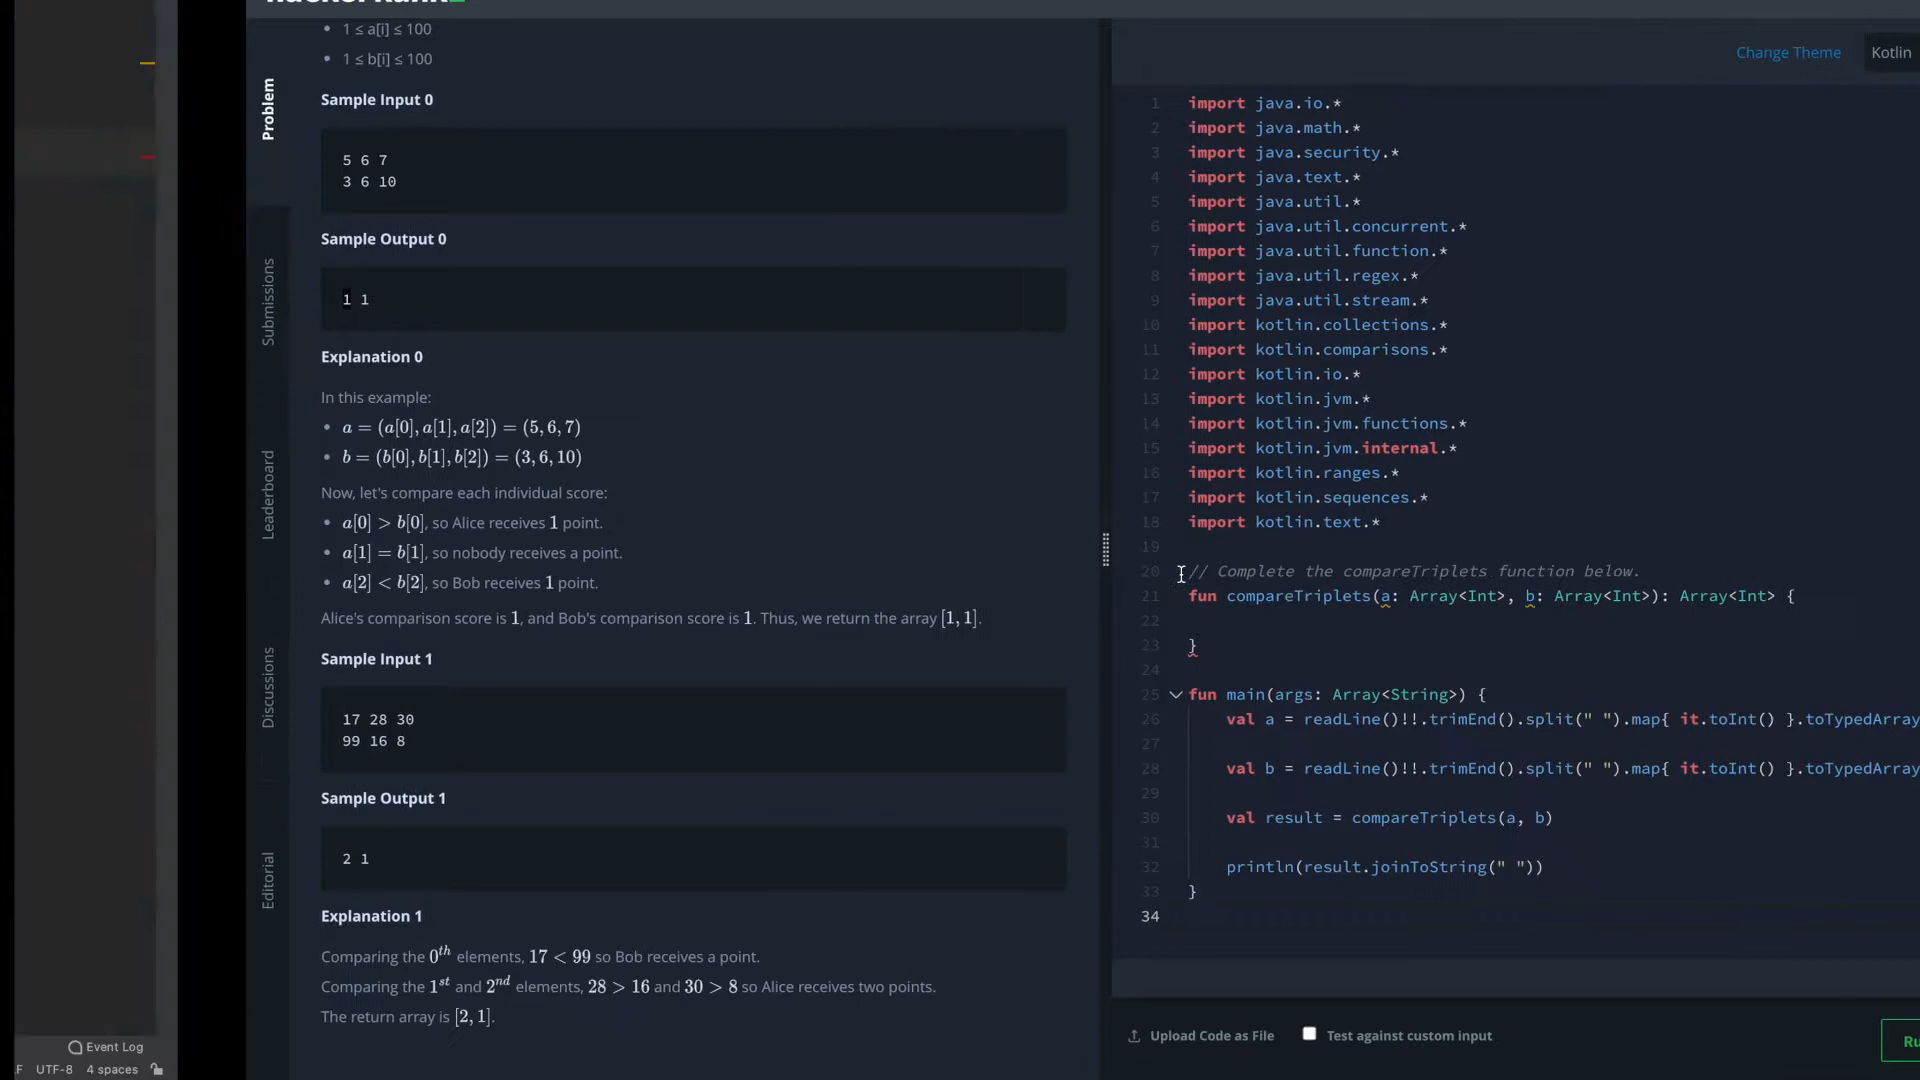 1 ≤ a[i] ≤ 100
1 ≤ b[i] ≤ 100
Sample Input 0
5 6 7
3 6 10
Sample Output 0
1 1
Explanation 0
In this example:
a = (a[0], a[1], a[2]) = (5, 6, 7)
b = (b[0], b[1], b[2]) = (3, 6, 10)
Now, let's compare each individual score:
a[0] > b[0], so Alice receives 1 point.
a[1] = b[1], so nobody receives a point.
a[2] < b[2], so Bob receives 1 point.
Alice's comparison score is 1, and Bob's comparison score is 1. Thus, we return the array [1, 1].
Sample Input 1
17 28 30
99 16 8
Sample Output 1
2 1
Explanation 1
Comparing the 0th elements, 17 < 99 so Bob receives a point.
Comparing the 1st and 2nd elements, 28 > 16 and 30 > 8 so Alice receives two points.
The return array is [2, 1].
Problem
Submissions
Leaderboard
Discussions
Editorial
Event Log
F UTF-8 4 spaces
Change Theme Kotlin
1 import java.io.*
2 import java.math.*
3 import java.security.*
4 import java.text.*
5 import java.util.*
6 import java.util.concurrent.*
7 import java.util.function.*
8 import java.util.regex.*
9 import java.util.stream.*
10 import kotlin.collections.*
11 import kotlin.comparisons.*
12 import kotlin.io.*
13 import kotlin.jvm.*
14 import kotlin.jvm.functions.*
15 import kotlin.jvm.internal.*
16 import kotlin.ranges.*
17 import kotlin.sequences.*
18 import kotlin.text.*
19
20 // Complete the compareTriplets function below.
21 fun compareTriplets(a: Array<Int>, b: Array<Int>): Array<Int> {
22
23 }
24
25 fun main(args: Array<String>) {
26 val a = readLine()!!.trimEnd().split(" ").map{ it.toInt() }.toTypedArray
27
28 val b = readLine()!!.trimEnd().split(" ").map{ it.toInt() }.toTypedArray
29
30 val result = compareTriplets(a, b)
31
32 println(result.joinToString(" "))
33 }
34
Upload Code as File Test against custom input Ru